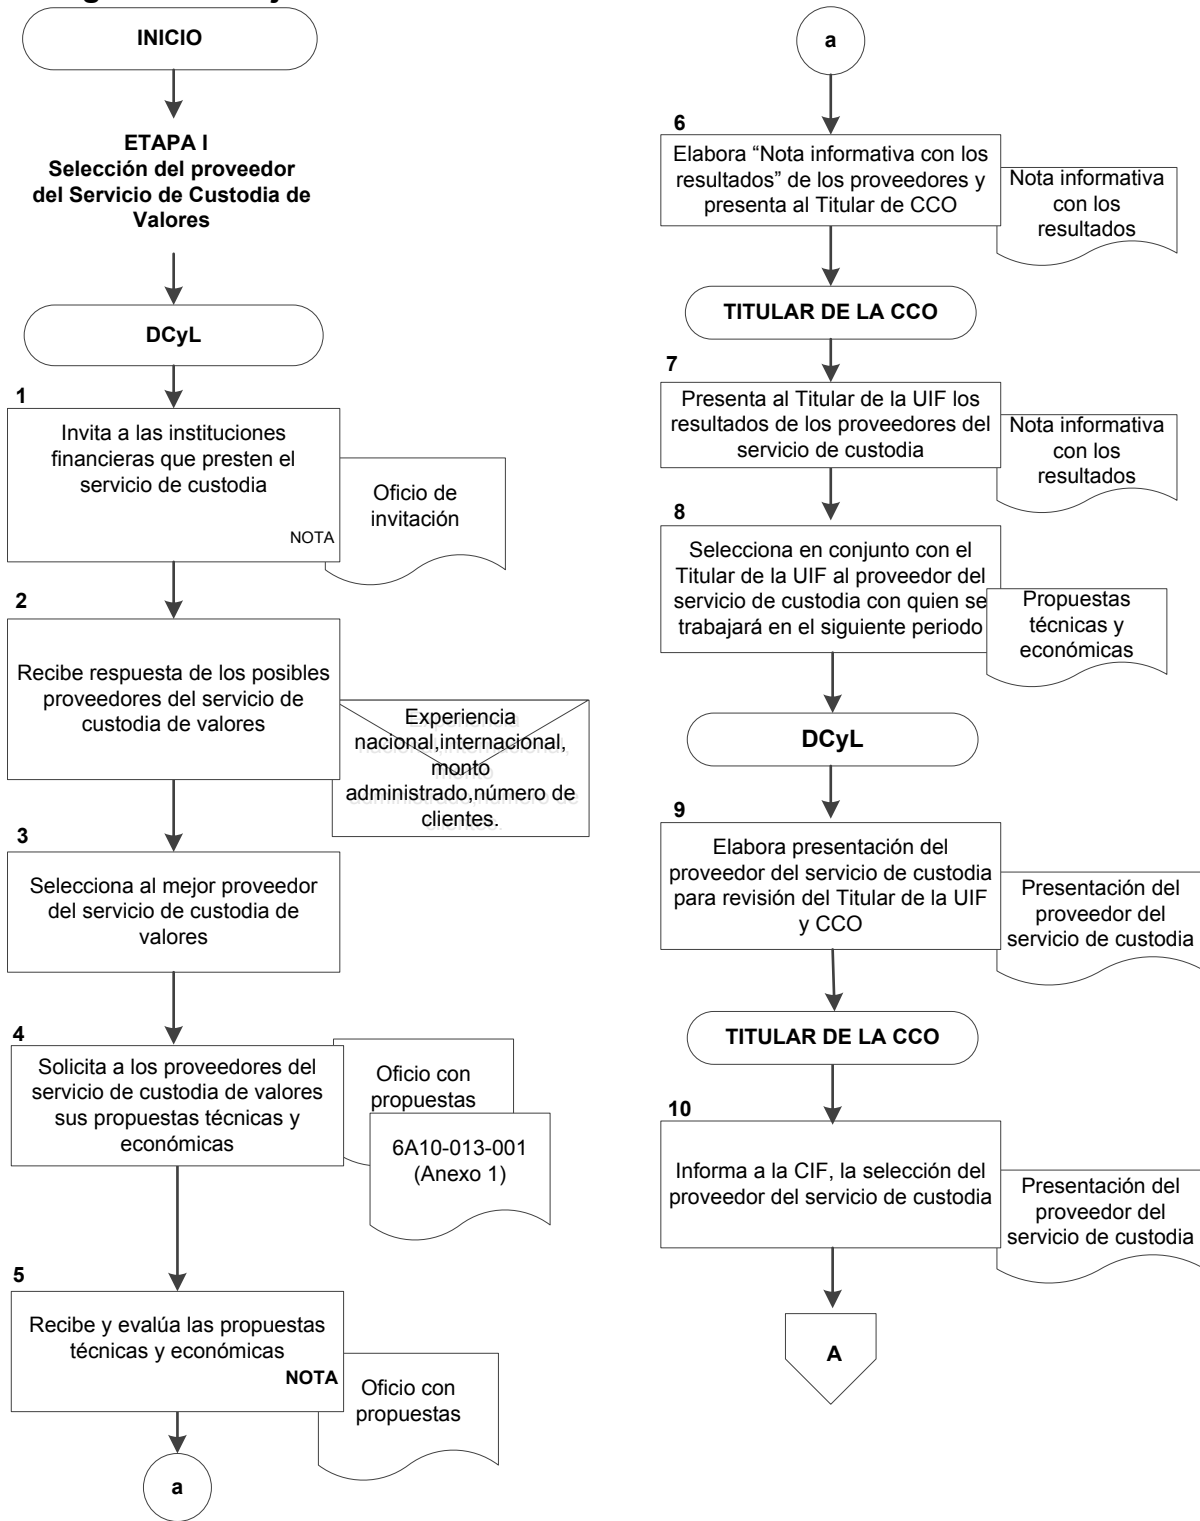 INICIO
ETAPA I
Selección del proveedor
del Servicio de Custodia de
Valores
DCyL
1
Invita a las instituciones
financieras que presten el
servicio de custodia
NOTA
Oficio de
invitación
2
Recibe respuesta de los posibles
proveedores del servicio de
custodia de valores
Experiencia
nacional,internacional,
monto
administrado,número de
clientes.
3
Selecciona al mejor proveedor
del servicio de custodia de
valores
4
Solicita a los proveedores del
servicio de custodia de valores
sus propuestas técnicas y
económicas
Oficio con
propuestas
6A10-013-001
(Anexo 1)
5
Recibe y evalúa las propuestas
técnicas y económicas
NOTA
Oficio con
propuestas
a
a
6
Elabora “Nota informativa con los
resultados” de los proveedores y
presenta al Titular de CCO
Nota informativa
con los
resultados
TITULAR DE LA CCO
7
Presenta al Titular de la UIF los
resultados de los proveedores del
servicio de custodia
Nota informativa
con los
resultados
8
Selecciona en conjunto con el
Titular de la UIF al proveedor del
servicio de custodia con quien se
trabajará en el siguiente periodo
Propuestas
técnicas y
económicas
DCyL
9
Elabora presentación del
proveedor del servicio de custodia
para revisión del Titular de la UIF
y CCO
Presentación del
proveedor del
servicio de custodia
TITULAR DE LA CCO
10
Informa a la CIF, la selección del
proveedor del servicio de custodia
Presentación del
proveedor del
servicio de custodia
A